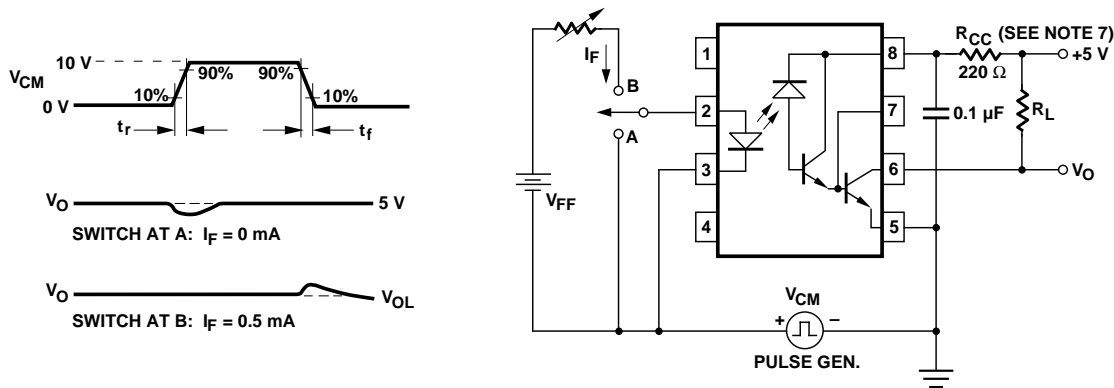 10 V
V_CM
90% 90%
10% 10%
0 V
t_r t_f
V_O 5 V
SWITCH AT A: I_F = 0 mA
V_O V_OL
SWITCH AT B: I_F = 0.5 mA
I_F
B
A
V_FF
1
2
3
4
8
7
6
5
R_CC (SEE NOTE 7)
+5 V
220 Ω
0.1 µF
R_L
V_O
V_CM
+ –
PULSE GEN.